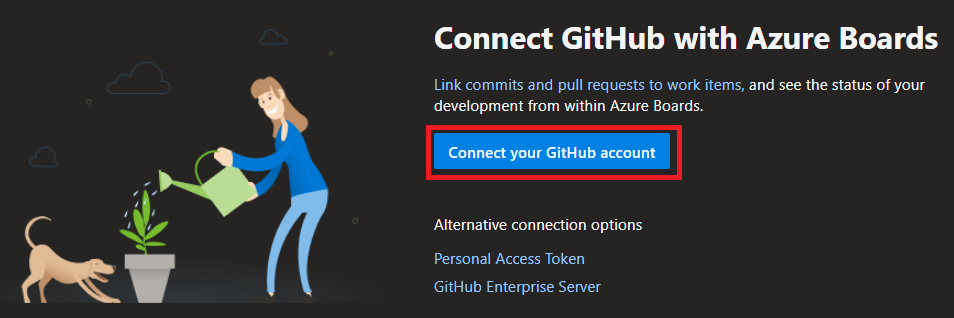 Connect GitHub with Azure Boards
Link commits and pull requests to work items, and see the status of your
development from within Azure Boards.
Connect your GitHub account
Alternative connection options
Personal Access Token
GitHub Enterprise Server